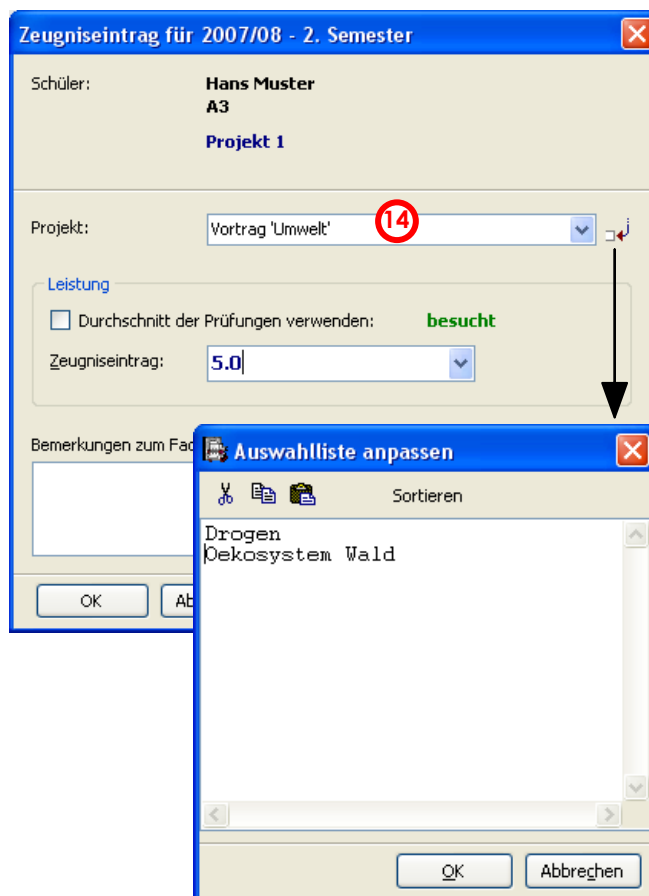 Zeugniseintrag für 2007/08 - 2. Semester
Schüler: Hans Muster
A3
Projekt 1
Projekt: Vortrag 'Umwelt' 14
Leistung
Durchschnitt der Prüfungen verwenden: besucht
Zeugniseintrag: 5.0
Bemerkungen zum Fac
OK Ab
Auswahlliste anpassen
Sortieren
Drogen
Oekosystem Wald
OK Abbrechen